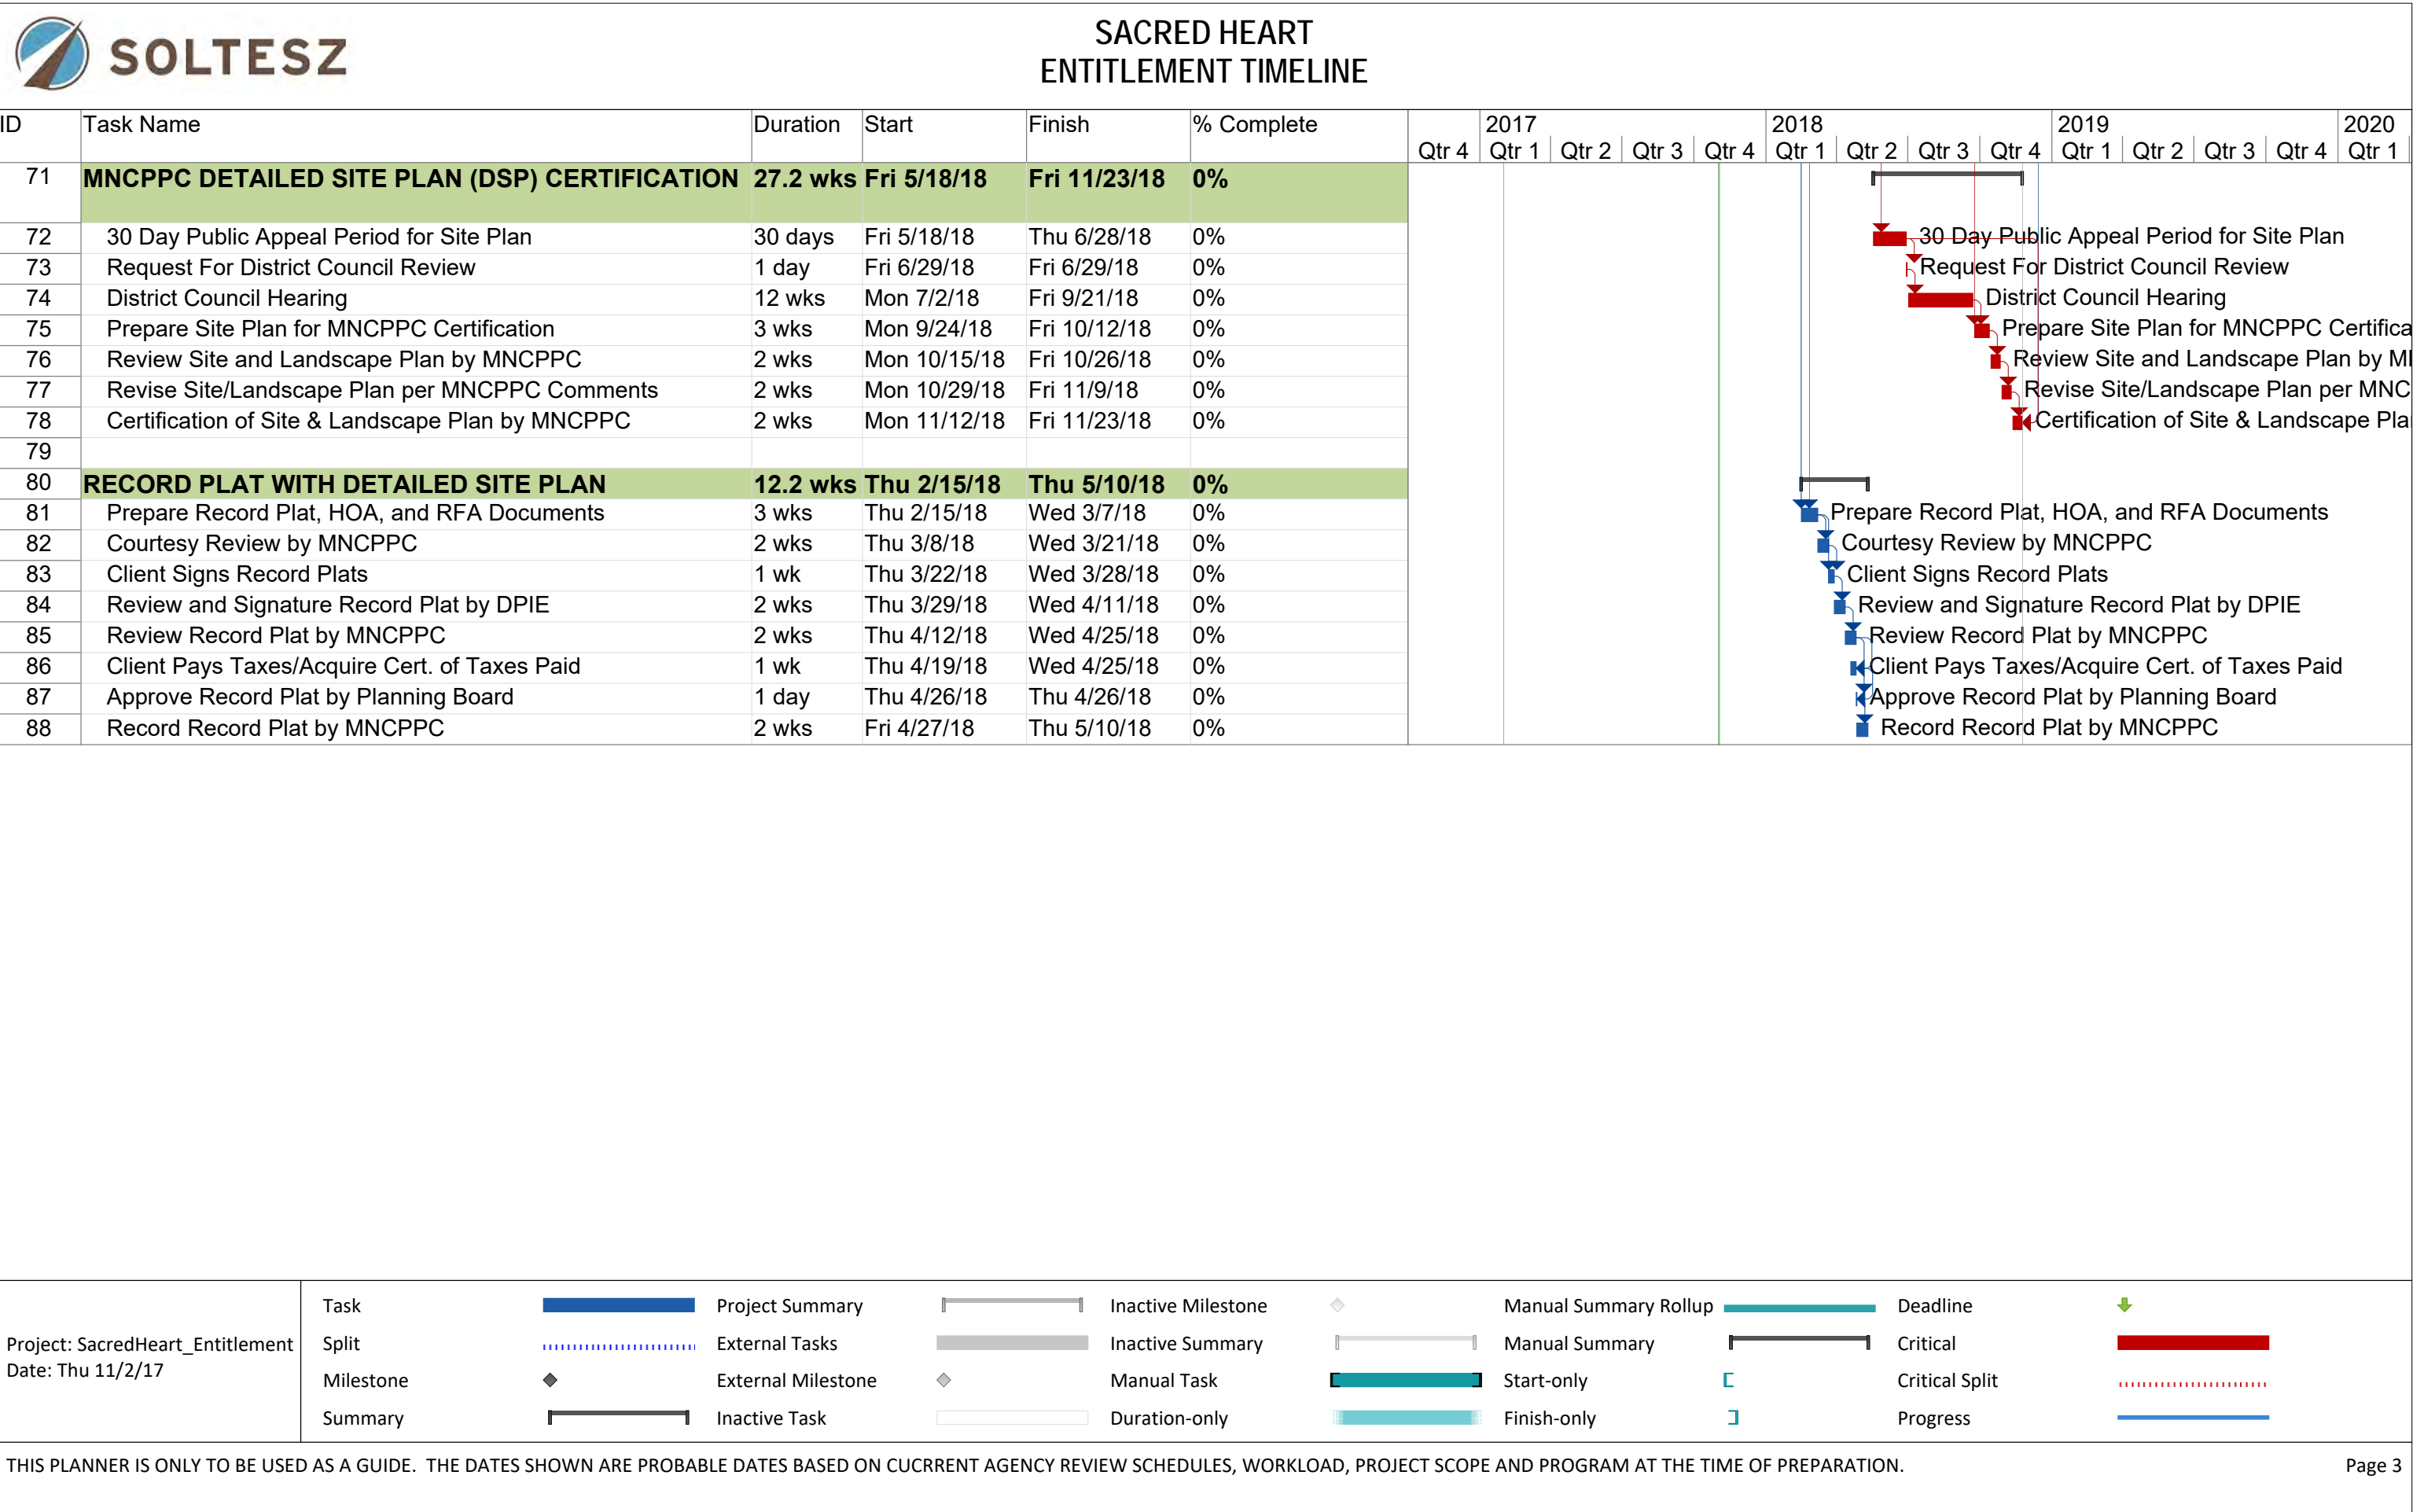 SOLTESZ
SACRED HEART
ENTITLEMENT TIMELINE
ID Task Name Duration Start Finish % Complete 2017 2018 2019 2020
Qtr 4 Qtr 1 Qtr 2 Qtr 3 Qtr 4 Qtr 1 Qtr 2 Qtr 3 Qtr 4 Qtr 1 Qtr 2 Qtr 3 Qtr 4 Qtr 1
71 MNCPPC DETAILED SITE PLAN (DSP) CERTIFICATION 27.2 wks Fri 5/18/18 Fri 11/23/18 0%
72 30 Day Public Appeal Period for Site Plan 30 days Fri 5/18/18 Thu 6/28/18 0% 30 Day Public Appeal Period for Site Plan
73 Request For District Council Review 1 day Fri 6/29/18 Fri 6/29/18 0% Request For District Council Review
74 District Council Hearing 12 wks Mon 7/2/18 Fri 9/21/18 0% District Council Hearing
75 Prepare Site Plan for MNCPPC Certification 3 wks Mon 9/24/18 Fri 10/12/18 0% Prepare Site Plan for MNCPPC Certifica
76 Review Site and Landscape Plan by MNCPPC 2 wks Mon 10/15/18 Fri 10/26/18 0% Review Site and Landscape Plan by M
77 Revise Site/Landscape Plan per MNCPPC Comments 2 wks Mon 10/29/18 Fri 11/9/18 0% Revise Site/Landscape Plan per MNC
78 Certification of Site & Landscape Plan by MNCPPC 2 wks Mon 11/12/18 Fri 11/23/18 0% Certification of Site & Landscape Pla
79
80 RECORD PLAT WITH DETAILED SITE PLAN 12.2 wks Thu 2/15/18 Thu 5/10/18 0%
81 Prepare Record Plat, HOA, and RFA Documents 3 wks Thu 2/15/18 Wed 3/7/18 0% Prepare Record Plat, HOA, and RFA Documents
82 Courtesy Review by MNCPPC 2 wks Thu 3/8/18 Wed 3/21/18 0% Courtesy Review by MNCPPC
83 Client Signs Record Plats 1 wk Thu 3/22/18 Wed 3/28/18 0% Client Signs Record Plats
84 Review and Signature Record Plat by DPIE 2 wks Thu 3/29/18 Wed 4/11/18 0% Review and Signature Record Plat by DPIE
85 Review Record Plat by MNCPPC 2 wks Thu 4/12/18 Wed 4/25/18 0% Review Record Plat by MNCPPC
86 Client Pays Taxes/Acquire Cert. of Taxes Paid 1 wk Thu 4/19/18 Wed 4/25/18 0% Client Pays Taxes/Acquire Cert. of Taxes Paid
87 Approve Record Plat by Planning Board 1 day Thu 4/26/18 Thu 4/26/18 0% Approve Record Plat by Planning Board
88 Record Record Plat by MNCPPC 2 wks Fri 4/27/18 Thu 5/10/18 0% Record Record Plat by MNCPPC
Project: SacredHeart_Entitlement
Date: Thu 11/2/17
Task Project Summary Inactive Milestone Manual Summary Rollup Deadline
Split External Tasks Inactive Summary Manual Summary Critical
Milestone External Milestone Manual Task Start-only Critical Split
Summary Inactive Task Duration-only Finish-only Progress
THIS PLANNER IS ONLY TO BE USED AS A GUIDE. THE DATES SHOWN ARE PROBABLE DATES BASED ON CUCRRENT AGENCY REVIEW SCHEDULES, WORKLOAD, PROJECT SCOPE AND PROGRAM AT THE TIME OF PREPARATION. Page 3